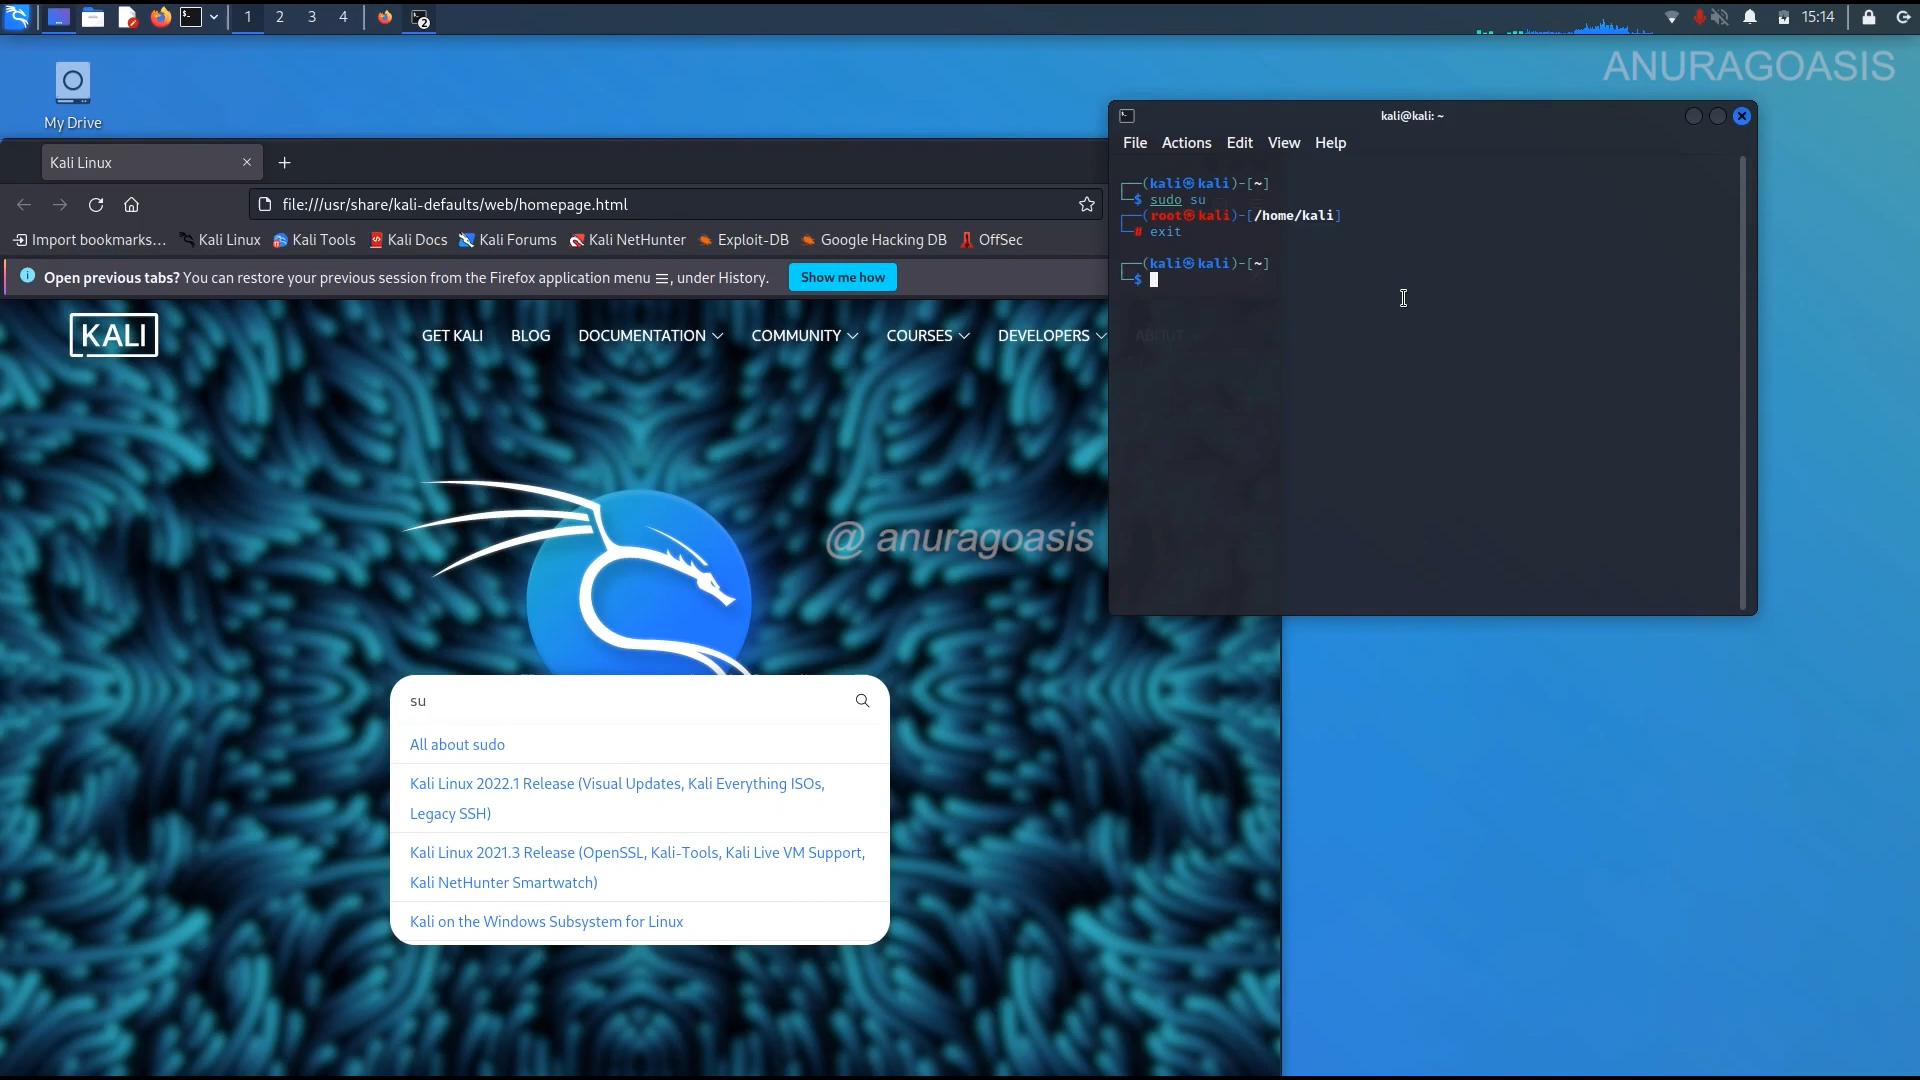 1 2 3 4 2 15:14
ANURAGOASIS
My Drive
Kali Linux
file:///usr/share/kali-defaults/web/homepage.html
Import bookmarks... Kali Linux Kali Tools Kali Docs Kali Forums Kali NetHunter Exploit-DB Google Hacking DB OffSec
Open previous tabs? You can restore your previous session from the Firefox application menu ☰, under History. Show me how
KALI GET KALI BLOG DOCUMENTATION COMMUNITY COURSES DEVELOPERS ABOUT
@ anuragoasis
su
All about sudo
Kali Linux 2022.1 Release (Visual Updates, Kali Everything ISOs,
Legacy SSH)
Kali Linux 2021.3 Release (OpenSSL, Kali-Tools, Kali Live VM Support,
Kali NetHunter Smartwatch)
Kali on the Windows Subsystem for Linux
kali@kali: ~
File Actions Edit View Help
┌──(kali㉿kali)-[~]
└─$ sudo su
┌──(root㉿kali)-[/home/kali]
└─# exit
┌──(kali㉿kali)-[~]
└─$